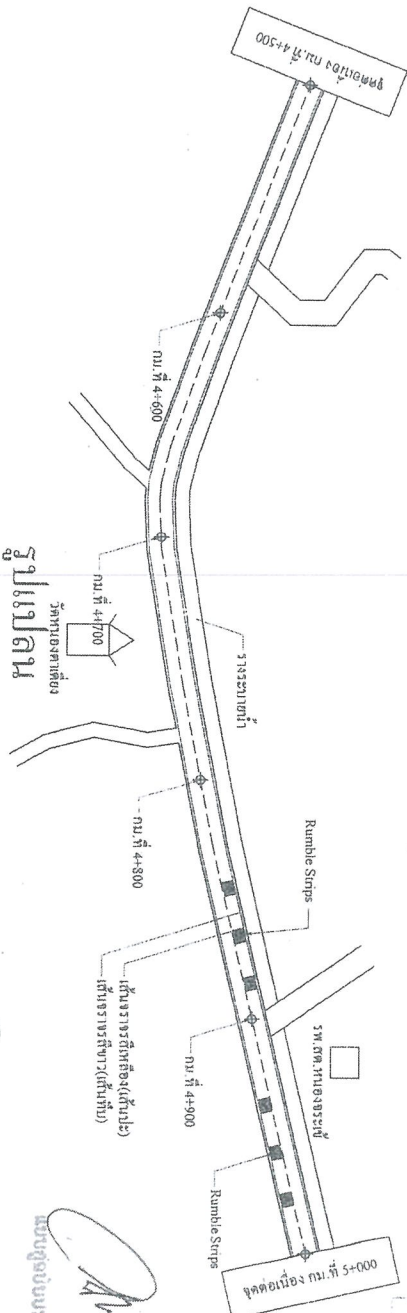 จุดต่อเนื่อง กม.ที่ 4+500
กม.ที่ 4+600
กม.ที่ 4+700
วัดหนองตาเดี่ยง
รูปแปลน
รางระบายน้ำ
กม.ที่ 4+800
Rumble Strips
เส้นจราจรสีเหลือง(เส้นปะ)
เส้นจราจรสีขาว(เส้นทึบ)
กม.ที่ 4+900
รพ.สต.หนองจระเข้
Rumble Strips
จุดต่อเนื่อง กม.ที่ 5+000